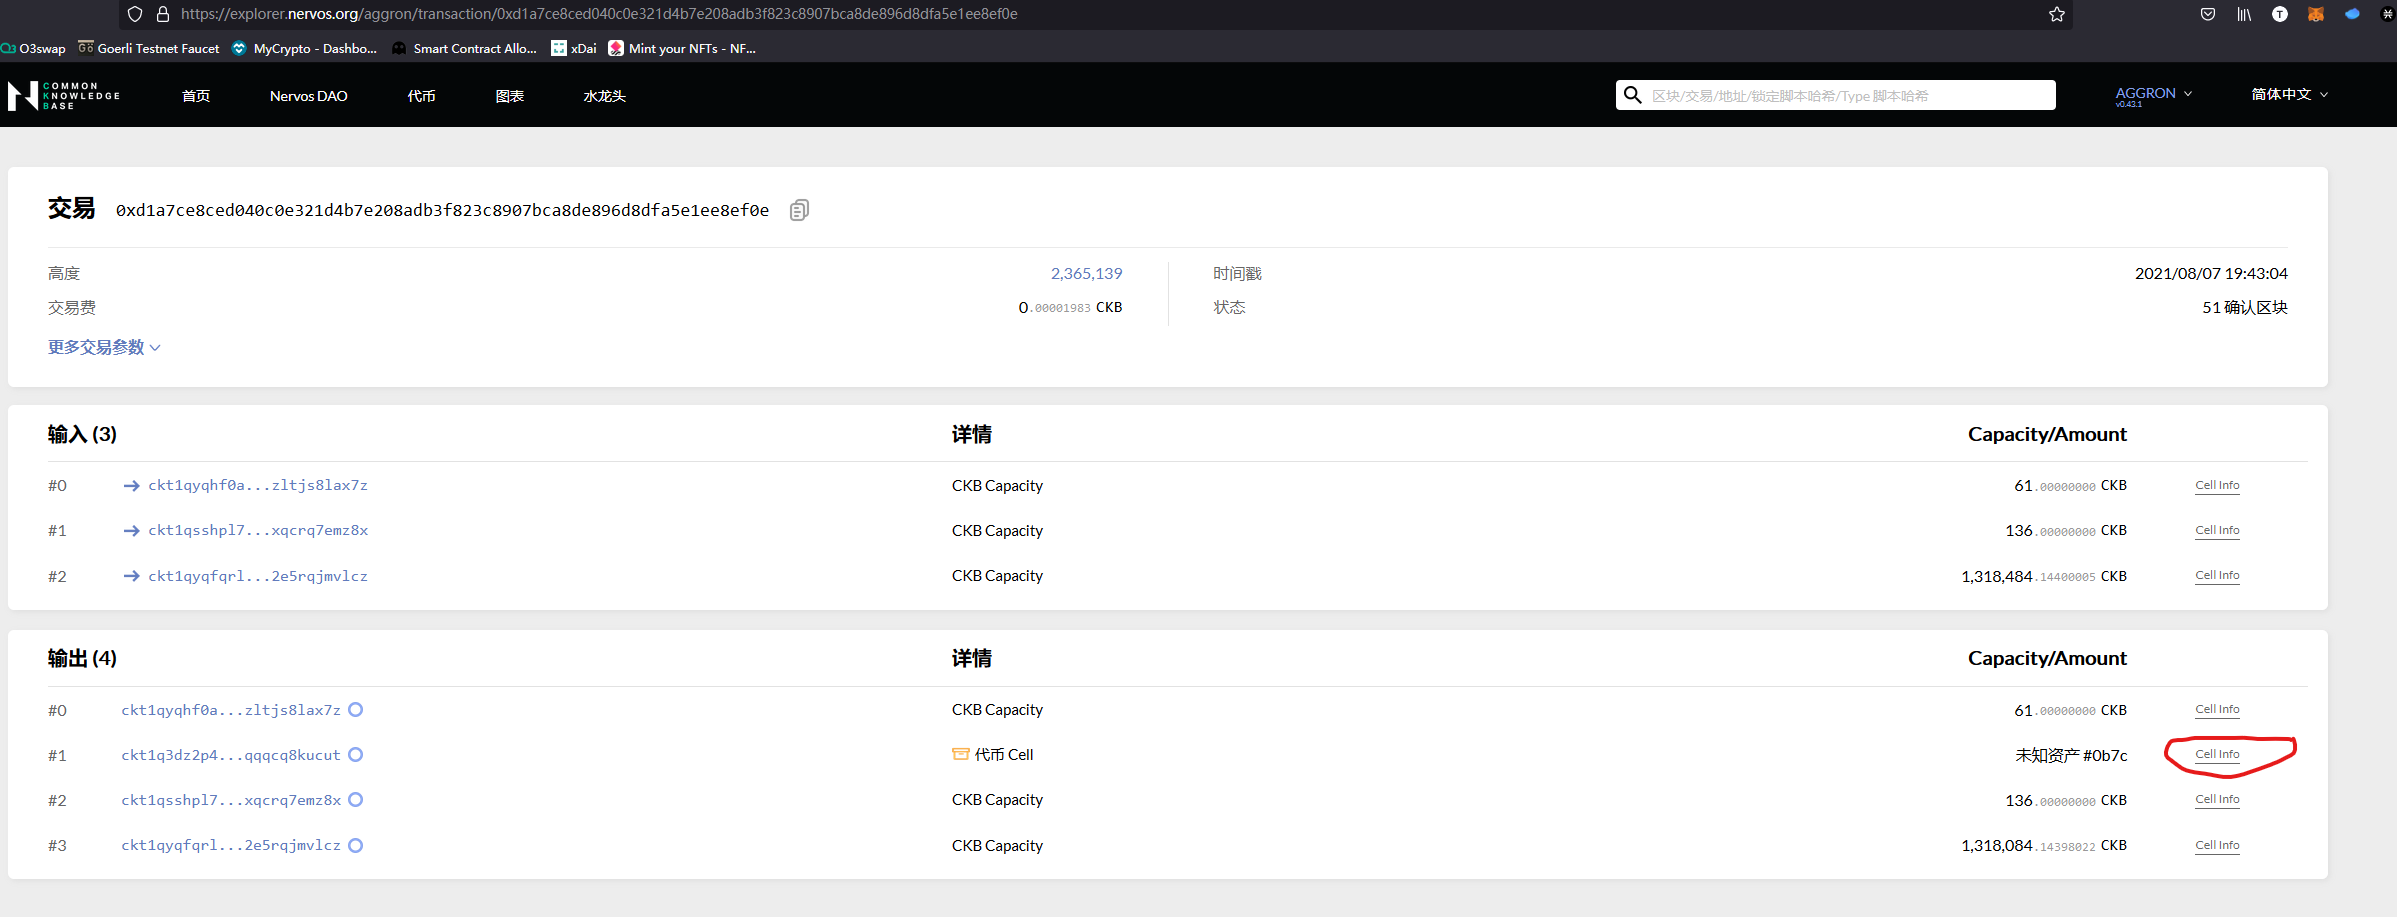 https://explorer.nervos.org/aggron/transaction/0xd1a7ce8ced040c0e321d4b7e208adb3f823c8907bca8de896d8dfa5e1ee8ef0e
O3swap Goerli Testnet Faucet MyCrypto - Dashbo... Smart Contract Allo... xDai Mint your NFTs - NF...
COMMON
KNOWLEDGE
BASE
首页 Nervos DAO 代币 图表 水龙头 区块/交易/地址/锁定脚本哈希/Type 脚本哈希 AGGRON 简体中文
v0.43.1
交易 0xd1a7ce8ced040c0e321d4b7e208adb3f823c8907bca8de896d8dfa5e1ee8ef0e
高度 2,365,139 时间戳 2021/08/07 19:43:04
交易费 0.00001983 CKB 状态 51 确认区块
更多交易参数
输入 (3) 详情 Capacity/Amount
#0 ckt1qyqhf0a...zltjs8lax7z CKB Capacity 61.00000000 CKB Cell Info
#1 ckt1qsshpl7...xqcrq7emz8x CKB Capacity 136.00000000 CKB Cell Info
#2 ckt1qyqfqrl...2e5rqjmvlcz CKB Capacity 1,318,484.14400005 CKB Cell Info
输出 (4) 详情 Capacity/Amount
#0 ckt1qyqhf0a...zltjs8lax7z CKB Capacity 61.00000000 CKB Cell Info
#1 ckt1q3dz2p4...qqqcq8kucut 代币 Cell 未知资产 #0b7c Cell Info
#2 ckt1qsshpl7...xqcrq7emz8x CKB Capacity 136.00000000 CKB Cell Info
#3 ckt1qyqfqrl...2e5rqjmvlcz CKB Capacity 1,318,084.14398022 CKB Cell Info